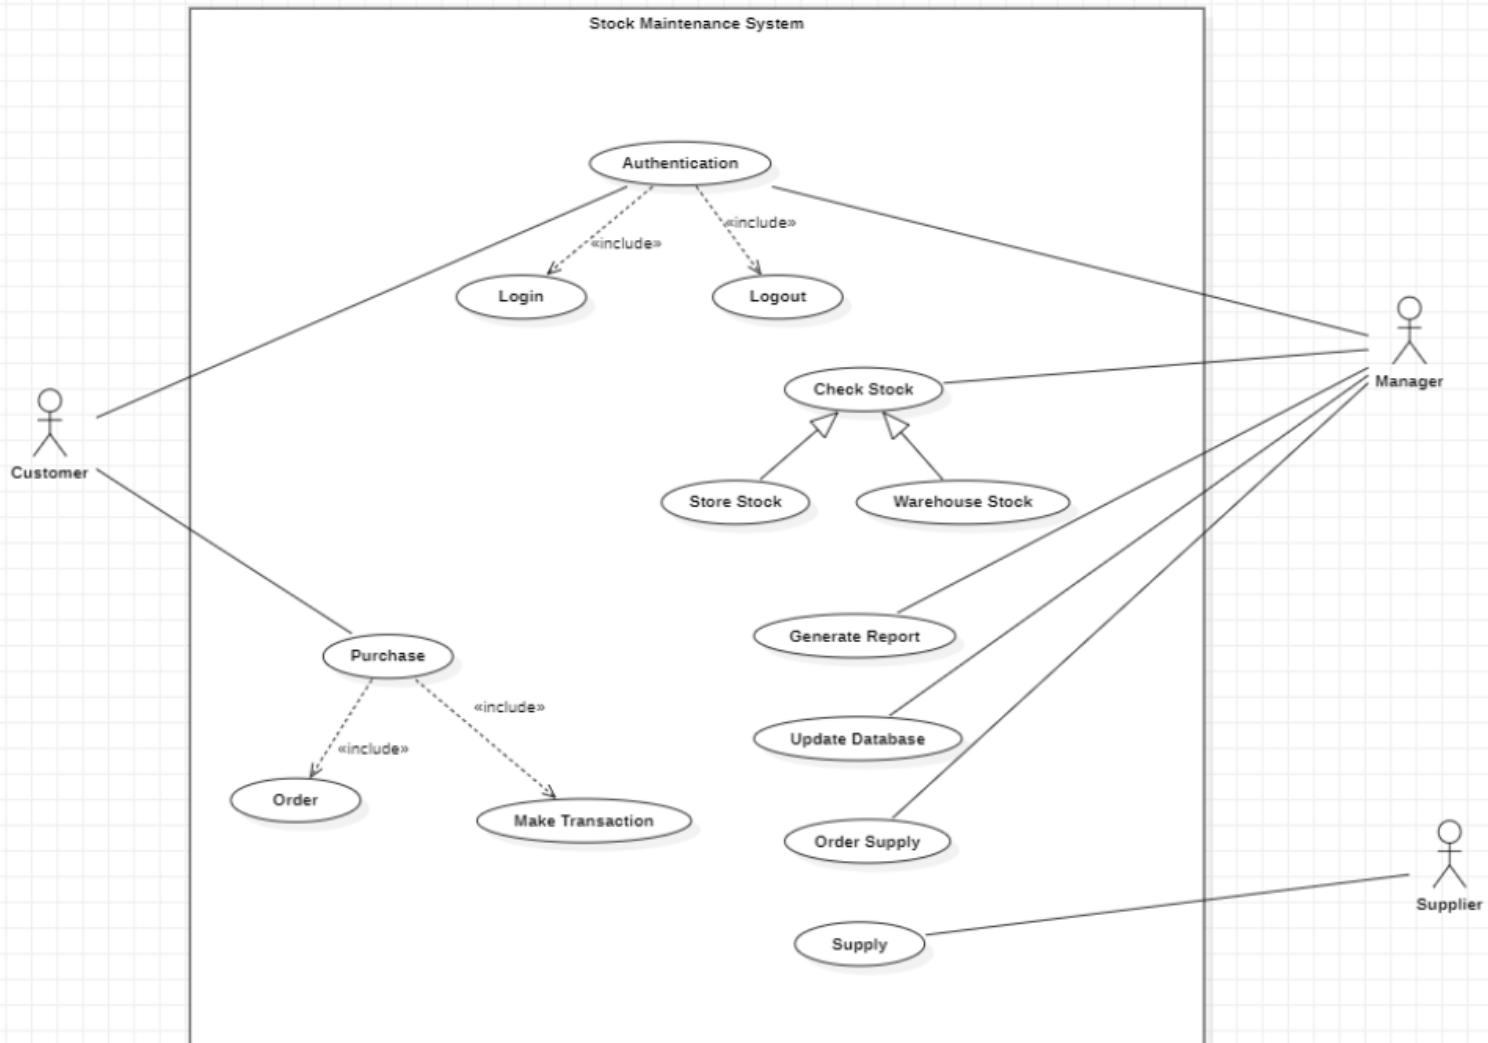 Stock Maintenance System
Authentication
«include»
«include»
Login
Logout
Check Stock
Manager
Customer
Store Stock
Warehouse Stock
Generate Report
Purchase
«include»
Update Database
«include»
Order
Make Transaction
Order Supply
Supplier
Supply